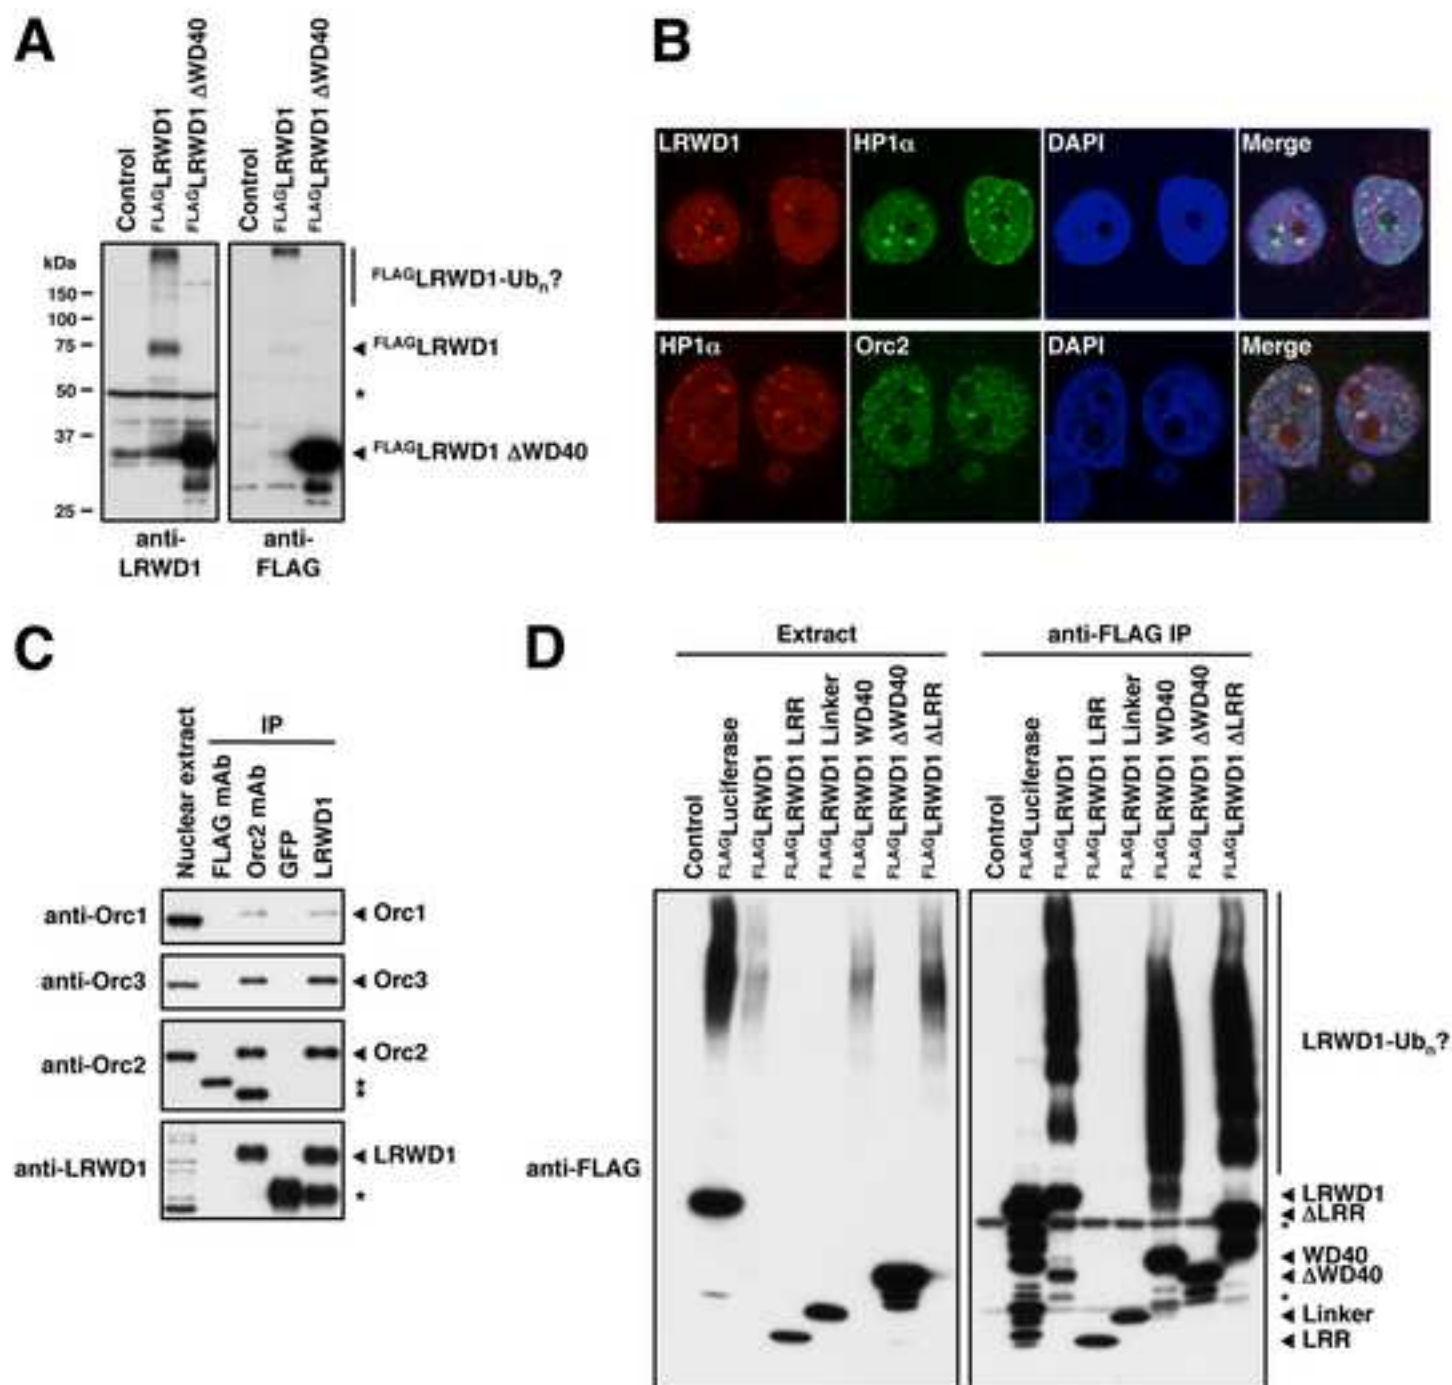 A
Control
FLAGLRWD1
FLAGLRWD1 ΔWD40
Control
FLAGLRWD1
FLAGLRWD1 ΔWD40
kDa
150
100
75
50
37
25
FLAGLRWD1-Ubn?
FLAGLRWD1
*
FLAGLRWD1 ΔWD40
anti-
LRWD1
anti-
FLAG
B
LRWD1
HP1α
DAPI
Merge
HP1α
Orc2
DAPI
Merge
C
IP
Nuclear extract
FLAG mAb
Orc2 mAb
GFP
LRWD1
anti-Orc1
Orc1
anti-Orc3
Orc3
anti-Orc2
Orc2
*
*
anti-LRWD1
LRWD1
*
D
Extract
anti-FLAG IP
Control
FLAGLuciferase
FLAGLRWD1
FLAGLRWD1 LRR
FLAGLRWD1 Linker
FLAGLRWD1 WD40
FLAGLRWD1 ΔWD40
FLAGLRWD1 ΔLRR
Control
FLAGLuciferase
FLAGLRWD1
FLAGLRWD1 LRR
FLAGLRWD1 Linker
FLAGLRWD1 WD40
FLAGLRWD1 ΔWD40
FLAGLRWD1 ΔLRR
anti-FLAG
LRWD1-Ubn?
LRWD1
ΔLRR
*
WD40
ΔWD40
*
Linker
LRR